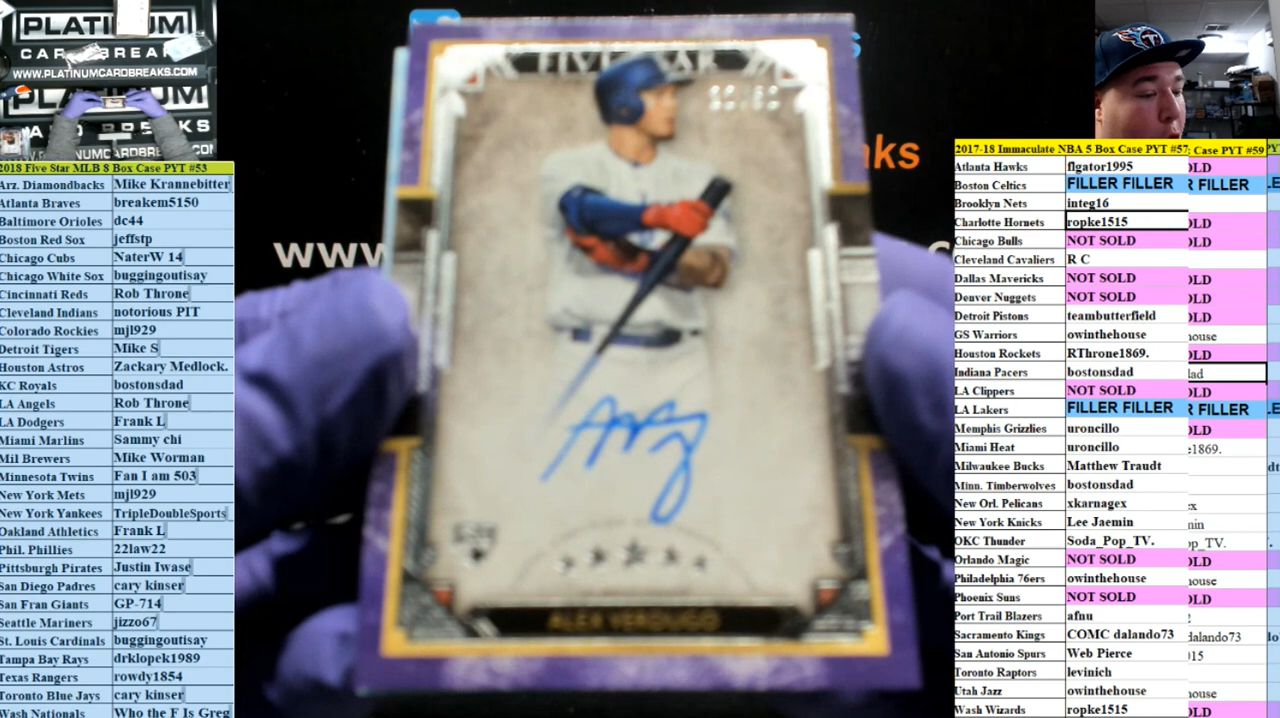 PLATINUM
WWW.PLATINUMCARDBREAKS.COM
2018 Five Star MLB 8 Box Case PYT #53
Arz. Diamondbacks Mike Krannebitter
Atlanta Braves breakem5150
Baltimore Orioles dc44
Boston Red Sox jeffstp
Chicago Cubs NaterW 14
Chicago White Sox buggingoutisay
Cincinnati Reds Rob Throne
Cleveland Indians notorious PIT
Colorado Rockies mjl929
Detroit Tigers Mike S
Houston Astros Zackary Medlock.
KC Royals bostonsdad
LA Angels Rob Throne
LA Dodgers Frank L
Miami Marlins Sammy chi
Mil Brewers Mike Worman
Minnesota Twins Fan I am 503
New York Mets mjl929
New York Yankees TripleDoubleSports
Oakland Athletics Frank L
Phil. Phillies 22law22
Pittsburgh Pirates Justin Iwase
San Diego Padres cary kinser
San Fran Giants GP-714
Seattle Mariners jizzo67
St. Louis Cardinals buggingoutisay
Tampa Bay Rays drklopek1989
Texas Rangers rowdy1854
Toronto Blue Jays cary kinser
Wash Nationals Who the F Is Greg
FIVE STAR
ALEX VERDUGO
www
aks
2017-18 Immaculate NBA 5 Box Case PYT #57 Case PYT #59
Atlanta Hawks flgator1995
Boston Celtics FILLER FILLER
Brooklyn Nets integ16
Charlotte Hornets ropke1515
Chicago Bulls NOT SOLD
Cleveland Cavaliers R C
Dallas Mavericks NOT SOLD
Denver Nuggets NOT SOLD
Detroit Pistons teambutterfield
GS Warriors owinthehouse
Houston Rockets RThrone1869.
Indiana Pacers bostonsdad
LA Clippers NOT SOLD
LA Lakers FILLER FILLER
Memphis Grizzlies uroncillo
Miami Heat uroncillo
Milwaukee Bucks Matthew Traudt
Minn. Timberwolves bostonsdad
New Orl. Pelicans xkarnagex
New York Knicks Lee Jaemin
OKC Thunder Soda_Pop_TV.
Orlando Magic NOT SOLD
Philadelphia 76ers owinthehouse
Phoenix Suns NOT SOLD
Port Trail Blazers afnu
Sacramento Kings COMC dalando73
San Antonio Spurs Web Pierce
Toronto Raptors levinich
Utah Jazz owinthehouse
Wash Wizards ropke1515